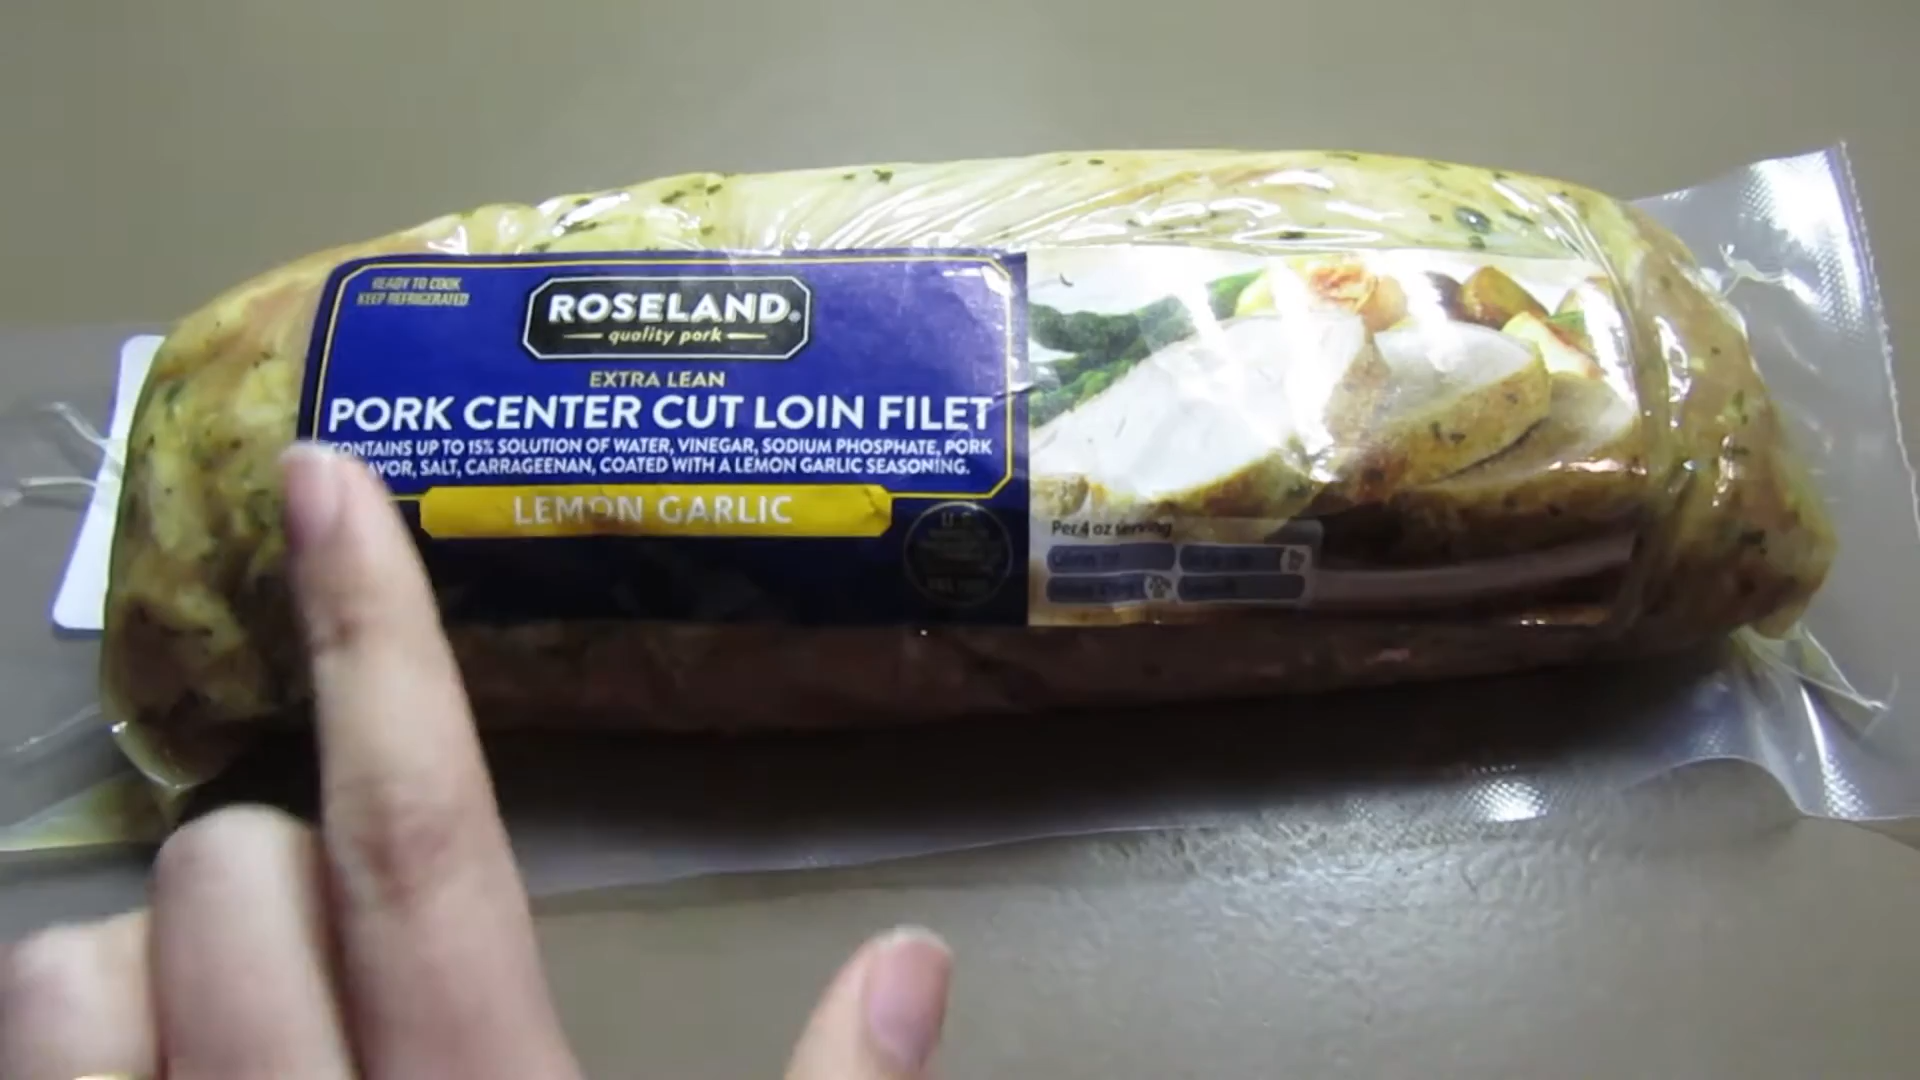 READY TO COOK
KEEP REFRIGERATED
ROSELAND®
quality pork
EXTRA LEAN
PORK CENTER CUT LOIN FILET
CONTAINS UP TO 15% SOLUTION OF WATER, VINEGAR, SODIUM PHOSPHATE, PORK
AVOR, SALT, CARRAGEENAN, COATED WITH A LEMON GARLIC SEASONING.
LEMON GARLIC
U.S.
Per 4 oz serving